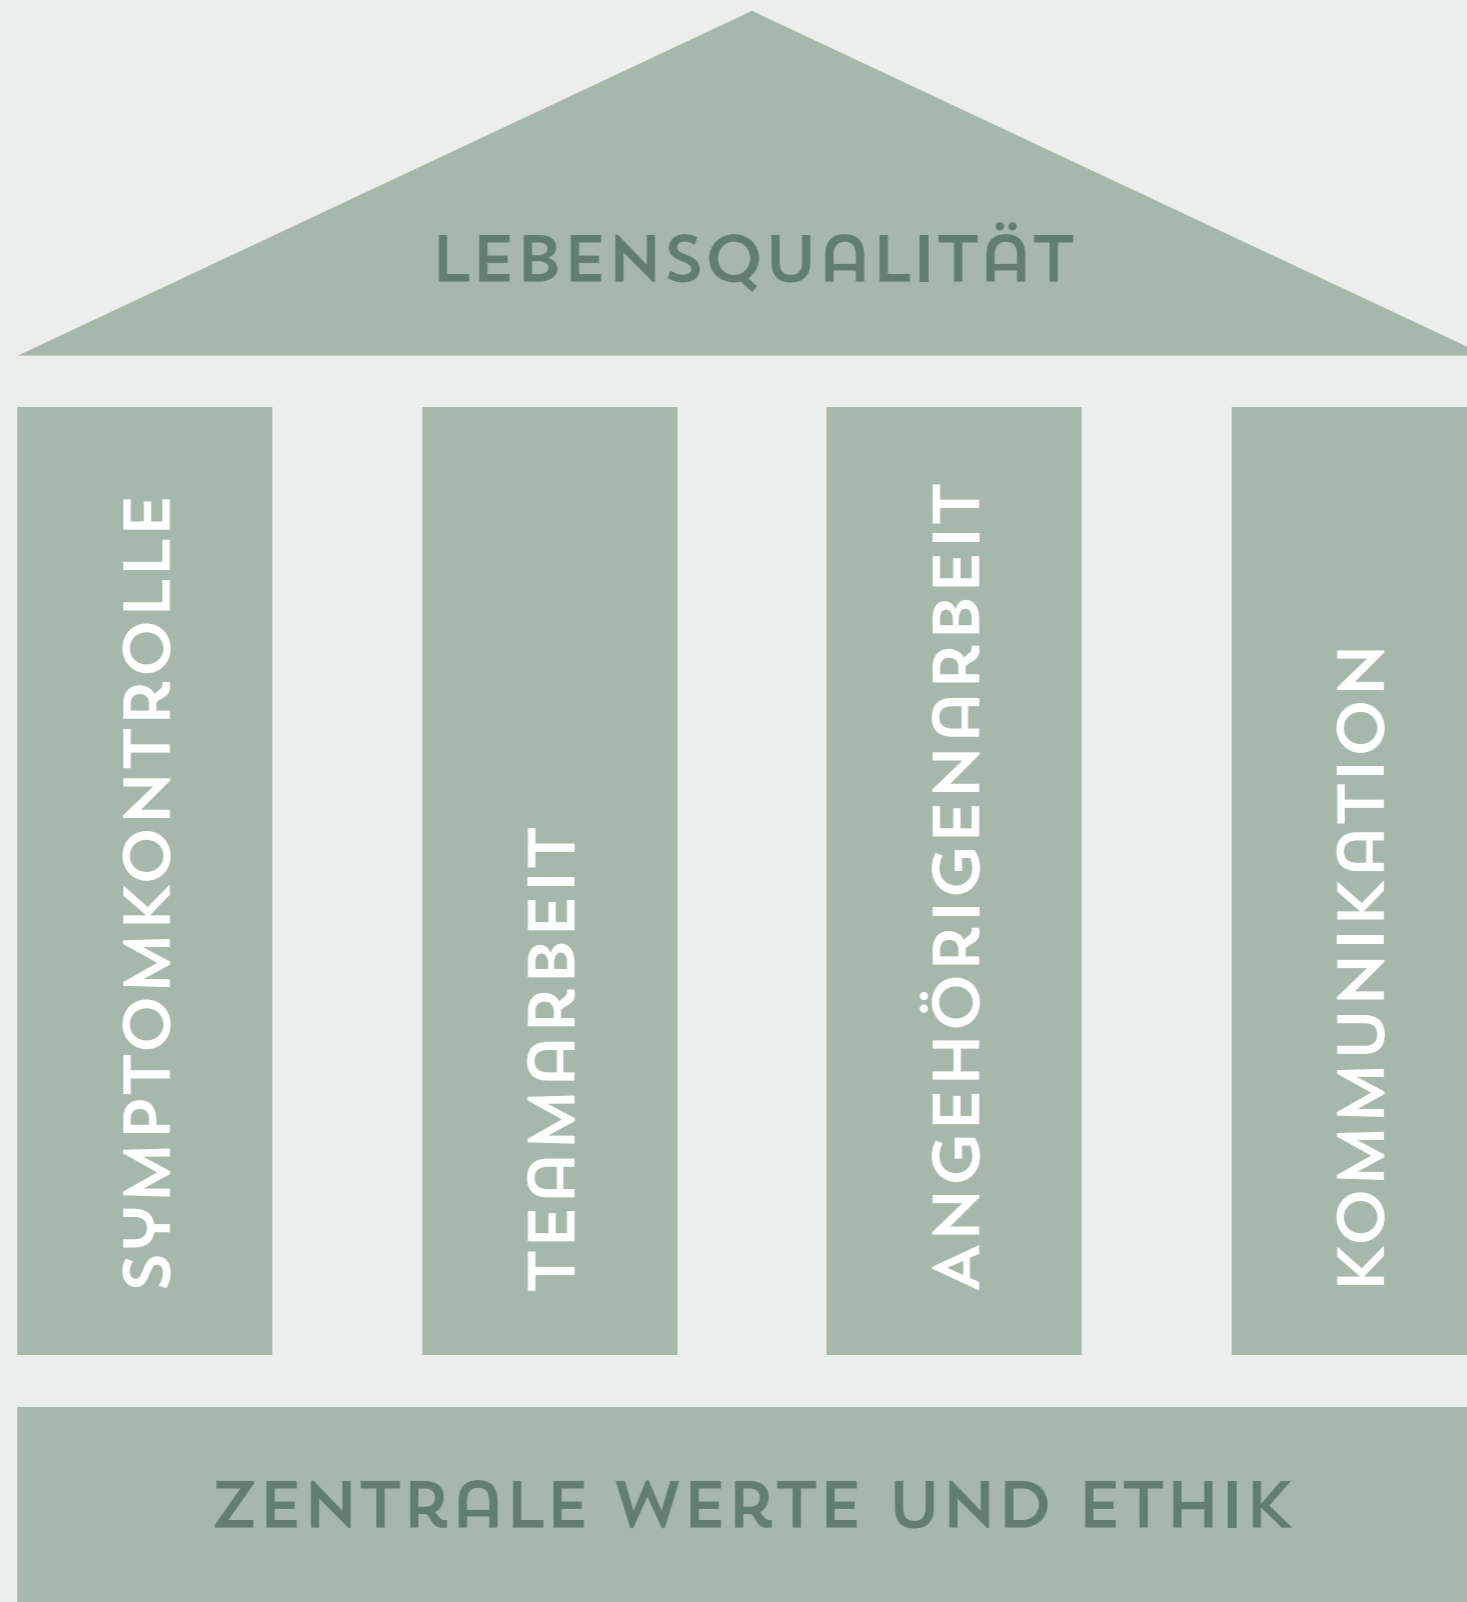 LEBENSQUALITÄT
SYMPTOMKONTROLLE
TEAMARBEIT
ANGEHÖRIGENARBEIT
KOMMUNIKATION
ZENTRALE WERTE UND ETHIK